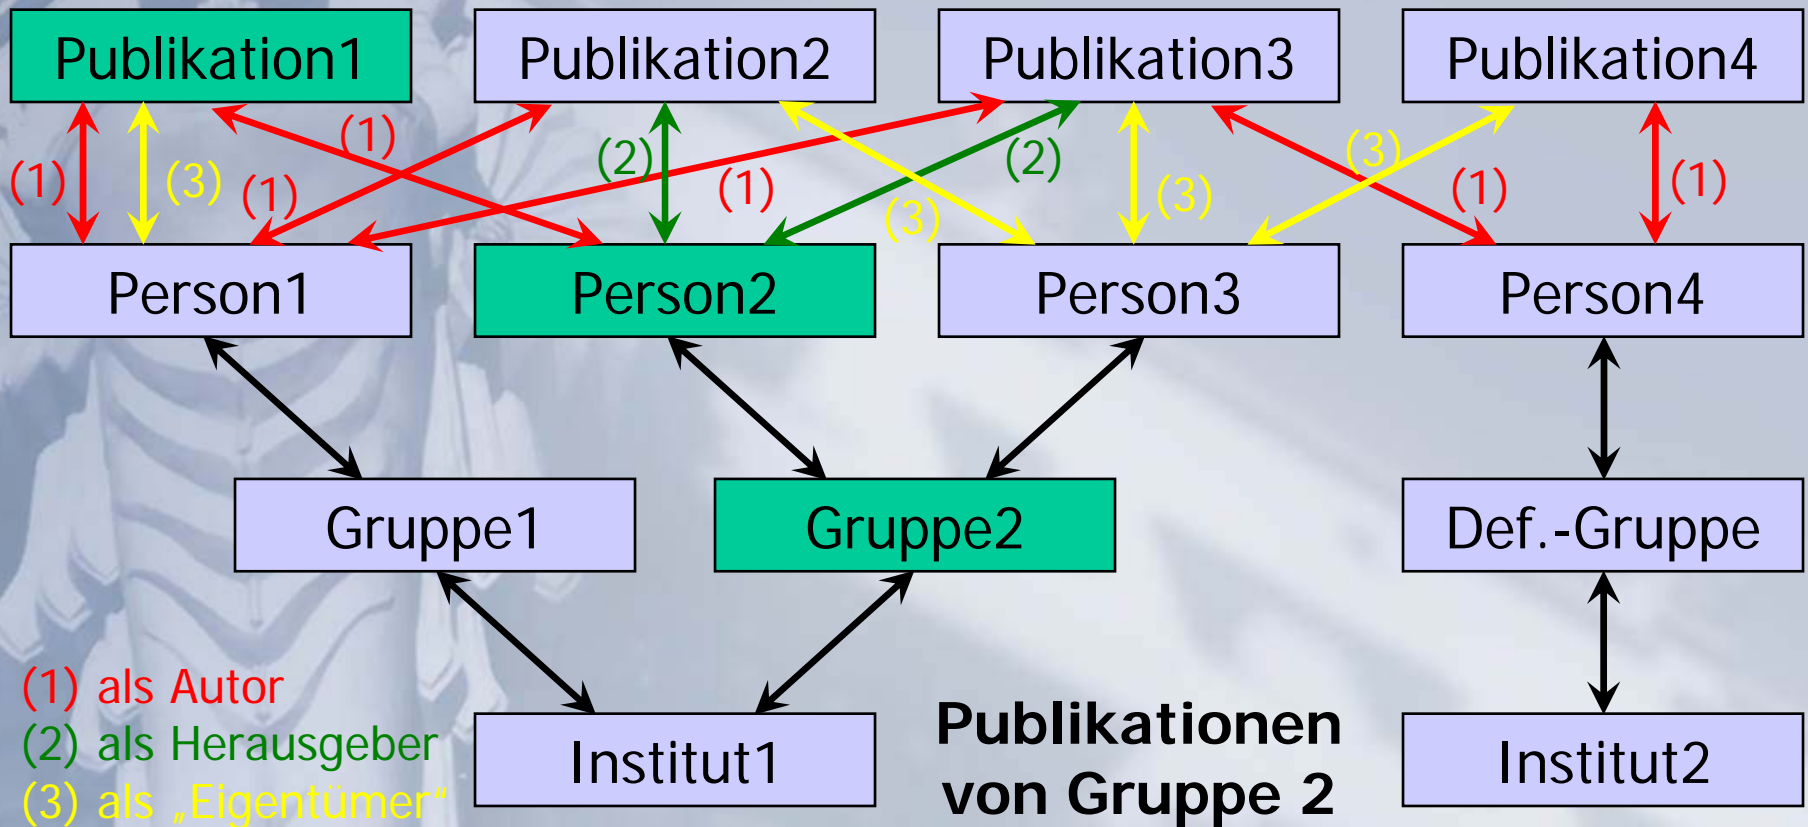 Publikation1
Publikation2
Publikation3
Publikation4
(1)
(3)
(1)
(1)
(2)
(1)
(3)
(2)
(3)
(3)
(1)
(1)
Person1
Person2
Person3
Person4
Gruppe1
Gruppe2
Def.-Gruppe
(1) als Autor
(2) als Herausgeber
(3) als „Eigentümer“
Institut1
Publikationen
von Gruppe 2
Institut2